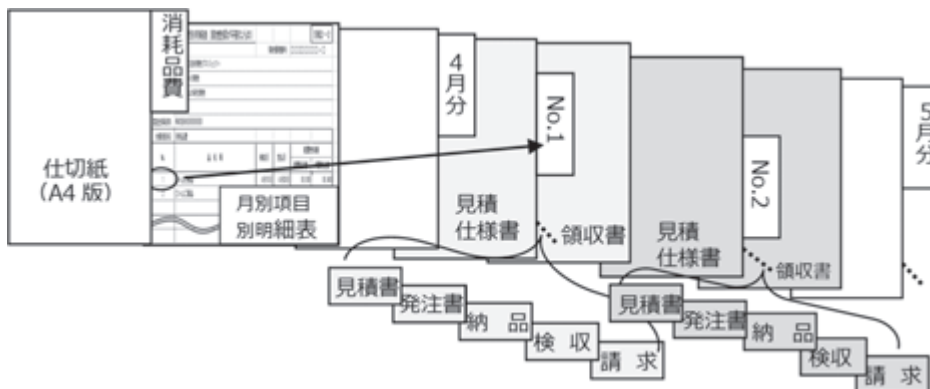 仕切紙
（A4 版）
消耗品費
月別項目
別明細表
4月分
見積
仕様書
No.1
領収書
見積
仕様書
No.2
領収書
5月分
見積書
発注書
納 品
検 収
請 求
見積書
発注書
納 品
検収
請 求